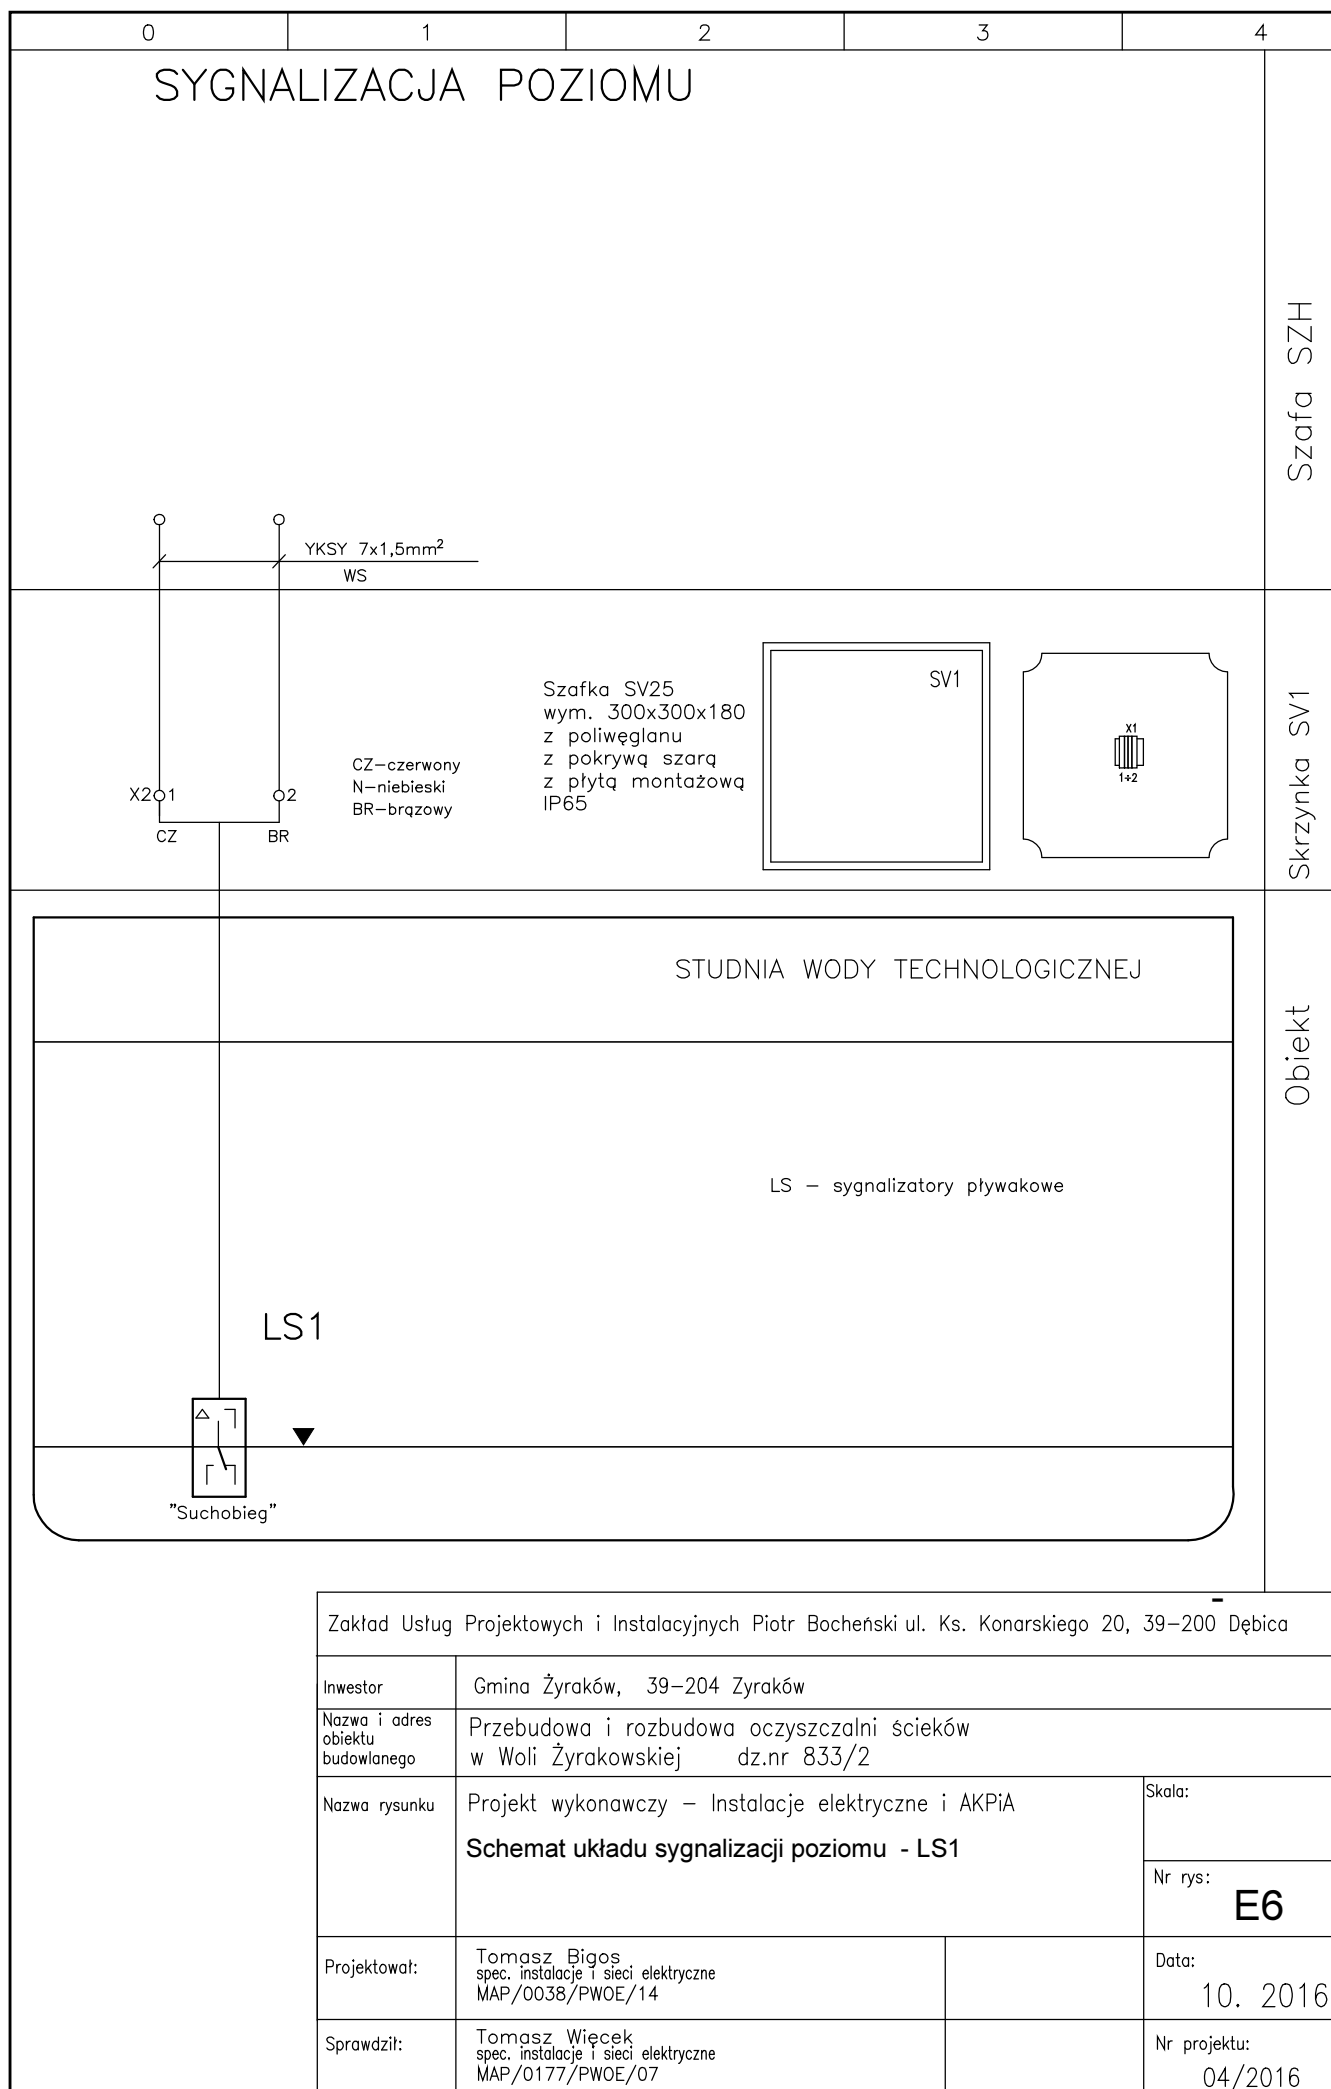 0 1 2 3 4
SYGNALIZACJA POZIOMU
Szafa SZH
YKSY 7x1,5mm²
WS
Skrzynka SV1
Szafka SV25
wym. 300x300x180
z poliwęglanu
z pokrywą szarą
z płytą montażową
IP65
SV1
X1
1÷2
CZ–czerwony
N–niebieski
BR–brązowy
X2 1 2
CZ BR
STUDNIA WODY TECHNOLOGICZNEJ
Obiekt
LS – sygnalizatory pływakowe
LS1
"Suchobieg"
Zakład Usług Projektowych i Instalacyjnych Piotr Bocheński ul. Ks. Konarskiego 20, 39–200 Dębica
Inwestor
Gmina Żyraków, 39–204 Zyraków
Nazwa i adres
obiektu
budowlanego
Przebudowa i rozbudowa oczyszczalni ścieków
w Woli Żyrakowskiej dz.nr 833/2
Nazwa rysunku
Projekt wykonawczy – Instalacje elektryczne i AKPiA
Schemat układu sygnalizacji poziomu - LS1
Skala:
Nr rys:
E6
Projektował:
Tomasz Bigos
spec. instalacje i sieci elektryczne
MAP/0038/PWOE/14
Data:
10. 2016
Sprawdził:
Tomasz Więcek
spec. instalacje i sieci elektryczne
MAP/0177/PWOE/07
Nr projektu:
04/2016